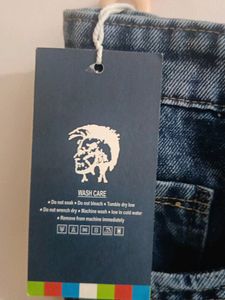 WASH CARE
• Do not soak • Do not bleach • Tumble dry low
• Do not wrench dry • Machine wash • low in cold water
• Remove from machine immediately